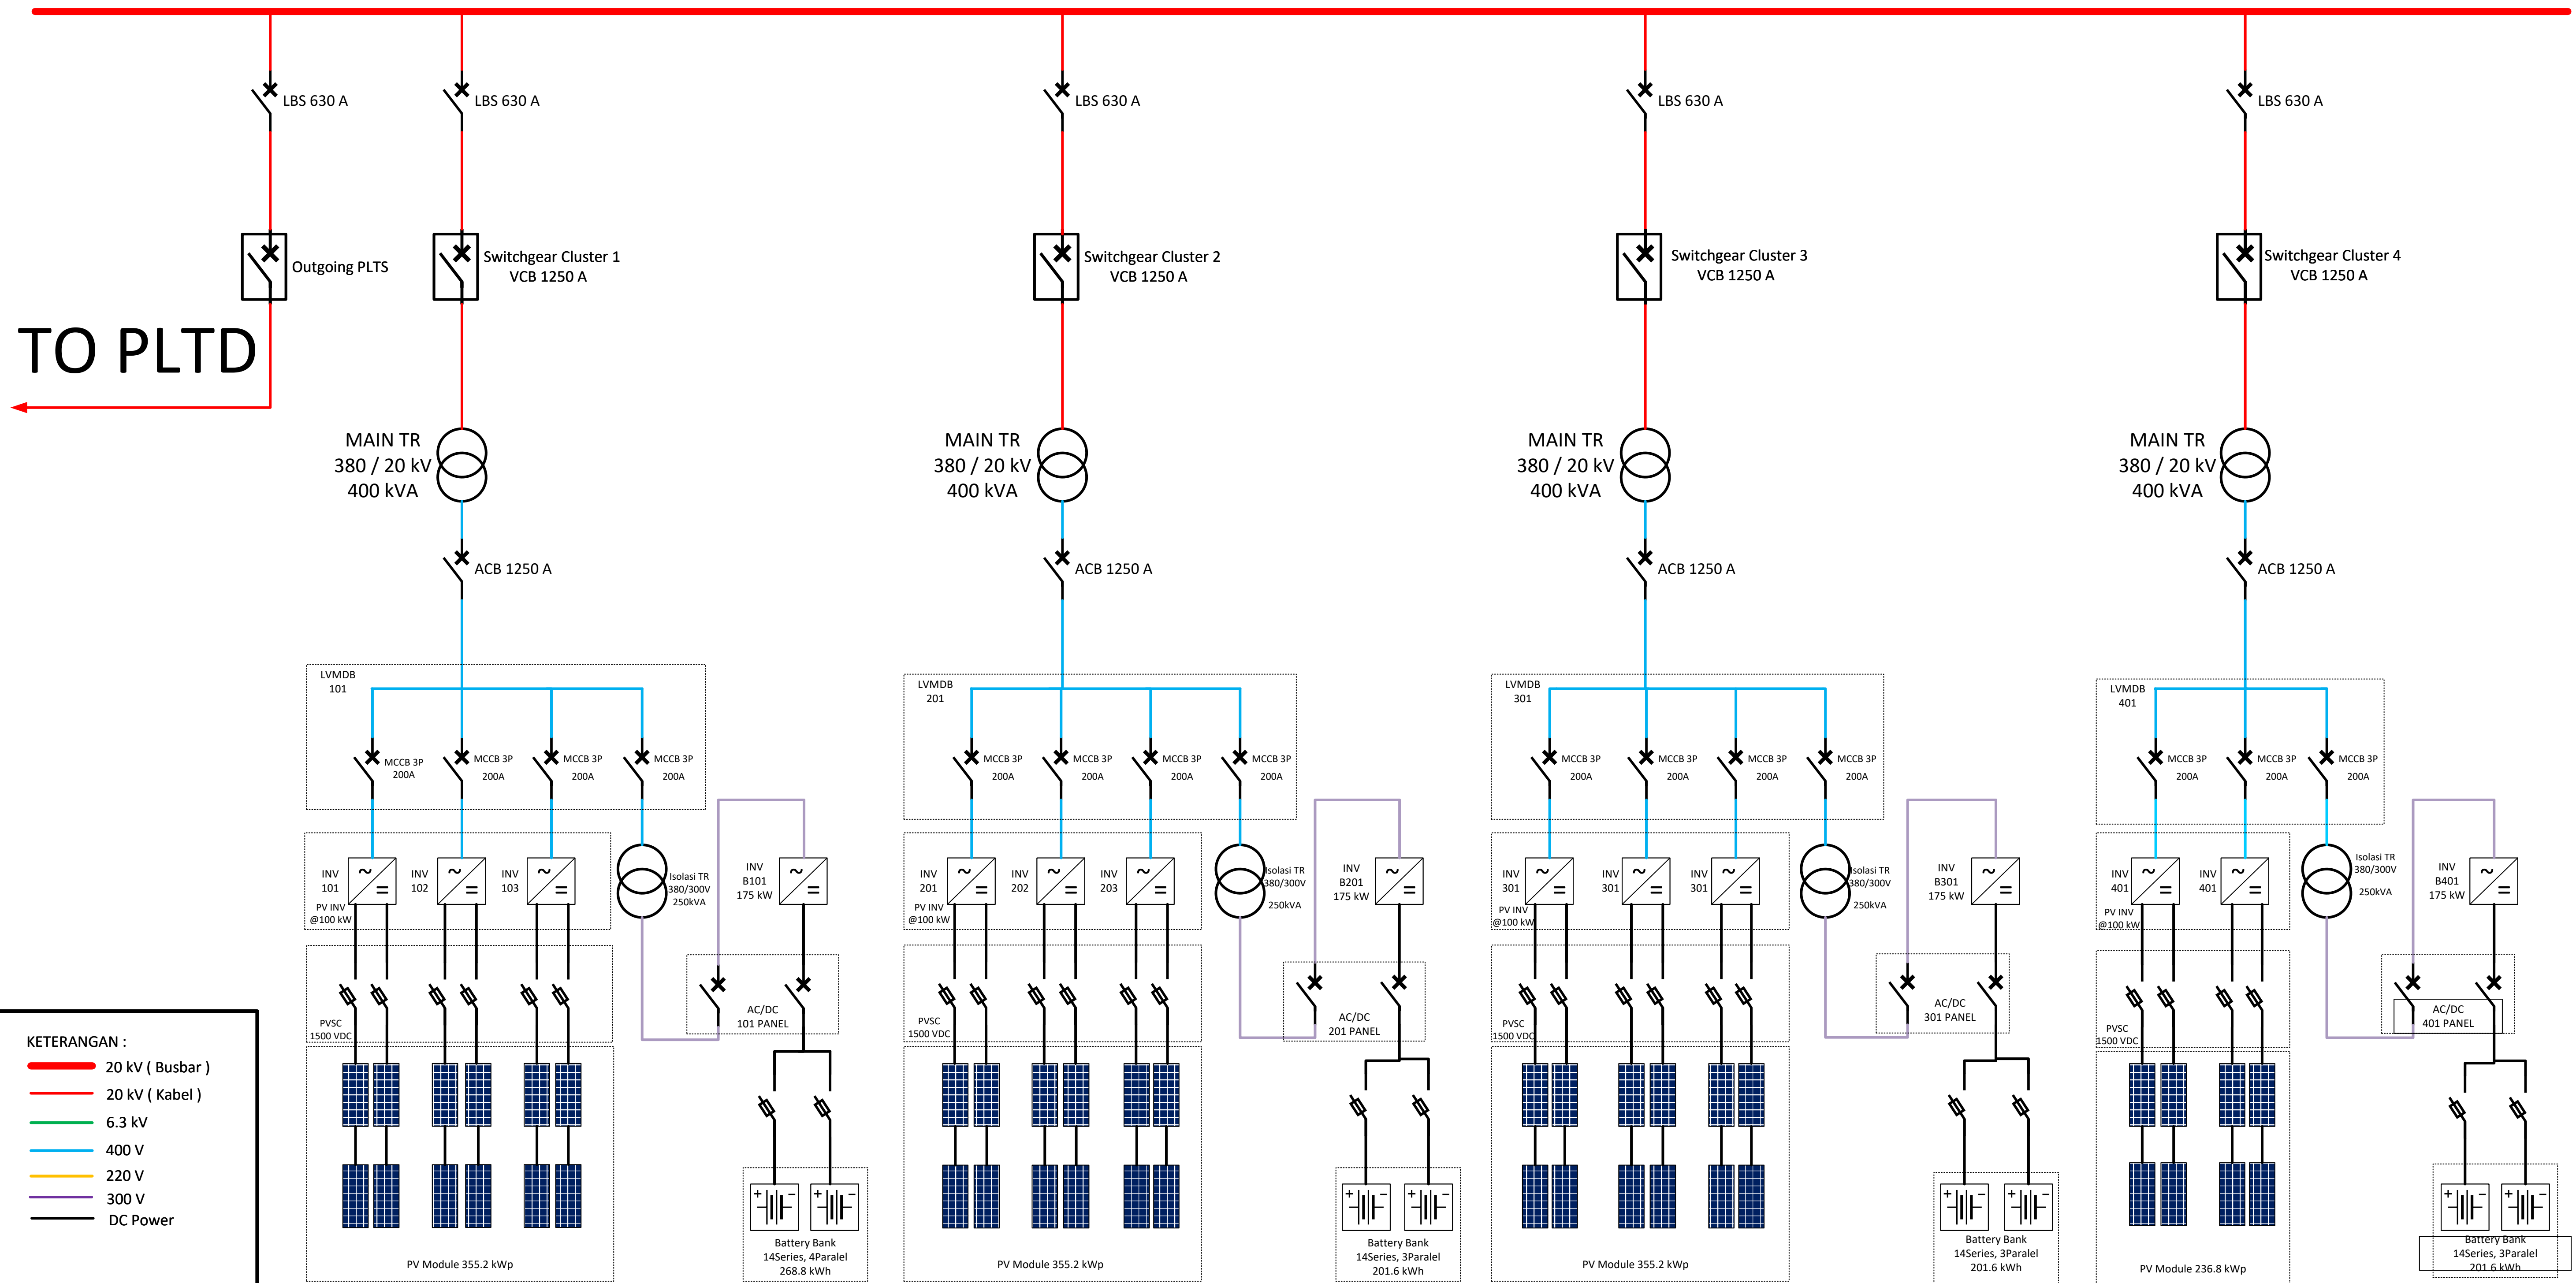 LBS 630 A
LBS 630 A
LBS 630 A
LBS 630 A
LBS 630 A
Outgoing PLTS
Switchgear Cluster 1
VCB 1250 A
Switchgear Cluster 2
VCB 1250 A
Switchgear Cluster 3
VCB 1250 A
Switchgear Cluster 4
VCB 1250 A
TO PLTD
MAIN TR
380 / 20 kV
400 kVA
MAIN TR
380 / 20 kV
400 kVA
MAIN TR
380 / 20 kV
400 kVA
MAIN TR
380 / 20 kV
400 kVA
ACB 1250 A
ACB 1250 A
ACB 1250 A
ACB 1250 A
LVMDB
101
MCCB 3P
200A
MCCB 3P
200A
MCCB 3P
200A
MCCB 3P
200A
LVMDB
201
MCCB 3P
200A
MCCB 3P
200A
MCCB 3P
200A
MCCB 3P
200A
LVMDB
301
MCCB 3P
200A
MCCB 3P
200A
MCCB 3P
200A
MCCB 3P
200A
LVMDB
401
MCCB 3P
200A
MCCB 3P
200A
MCCB 3P
200A
INV
101
INV
102
INV
103
PV INV
@100 kW
Isolasi TR
380/300V
250kVA
INV
B101
175 kW
INV
201
INV
202
INV
203
PV INV
@100 kW
Isolasi TR
380/300V
250kVA
INV
B201
175 kW
INV
301
INV
301
INV
301
PV INV
@100 kW
Isolasi TR
380/300V
250kVA
INV
B301
175 kW
INV
401
INV
401
PV INV
@100 kW
Isolasi TR
380/300V
250kVA
INV
B401
175 kW
PVSC
1500 VDC
AC/DC
101 PANEL
PVSC
1500 VDC
AC/DC
201 PANEL
PVSC
1500 VDC
AC/DC
301 PANEL
PVSC
1500 VDC
AC/DC
401 PANEL
KETERANGAN :
20 kV ( Busbar )
20 kV ( Kabel )
6.3 kV
400 V
220 V
300 V
DC Power
PV Module 355.2 kWp
Battery Bank
14Series, 4Paralel
268.8 kWh
PV Module 355.2 kWp
Battery Bank
14Series, 3Paralel
201.6 kWh
PV Module 355.2 kWp
Battery Bank
14Series, 3Paralel
201.6 kWh
PV Module 236.8 kWp
Battery Bank
14Series, 3Paralel
201.6 kWh